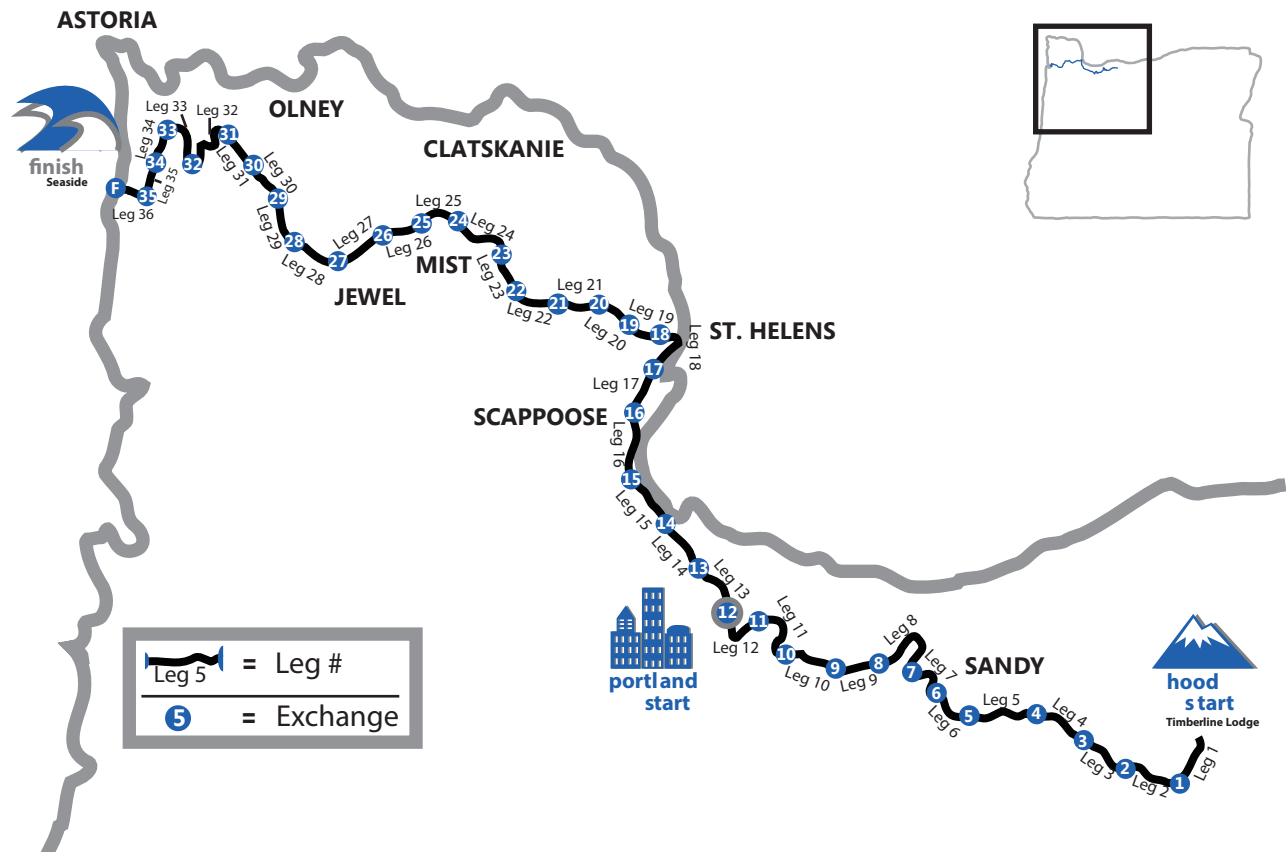 ASTORIA
OLNEY
CLATSKANIE
finish
Seaside
Leg 33
Leg 32
Leg 34
33
31
34
32
30
Leg 31
Leg 30
Leg 35
F
35
29
Leg 36
Leg 29
28
Leg 28
27
Leg 27
26
Leg 26
25
Leg 25
24
Leg 24
MIST
JEWEL
23
Leg 23
22
Leg 22
21
Leg 21
20
Leg 20
19
Leg 19
18
Leg 18
ST. HELENS
17
Leg 17
SCAPPOOSE
16
Leg 16
15
Leg 15
14
Leg 14
13
Leg 13
12
Leg 12
11
Leg 11
10
Leg 10
9
Leg 9
8
Leg 8
7
Leg 7
6
Leg 6
SANDY
5
Leg 5
4
Leg 4
3
Leg 3
2
Leg 2
1
Leg 1
portland
start
hood
start
Timberline Lodge
Leg 5 = Leg #
5 = Exchange